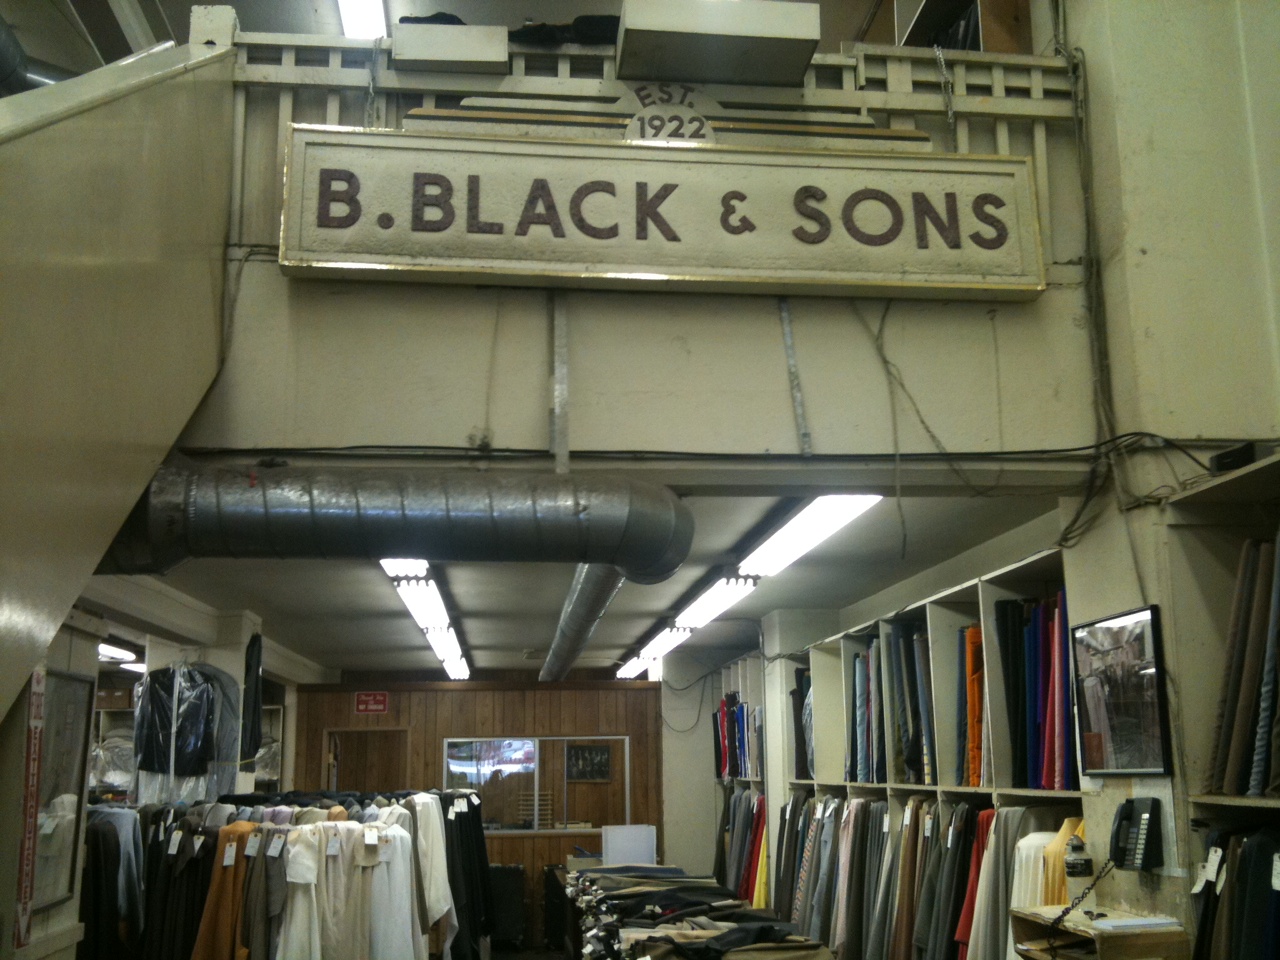 EST.
1922
B. BLACK & SONS